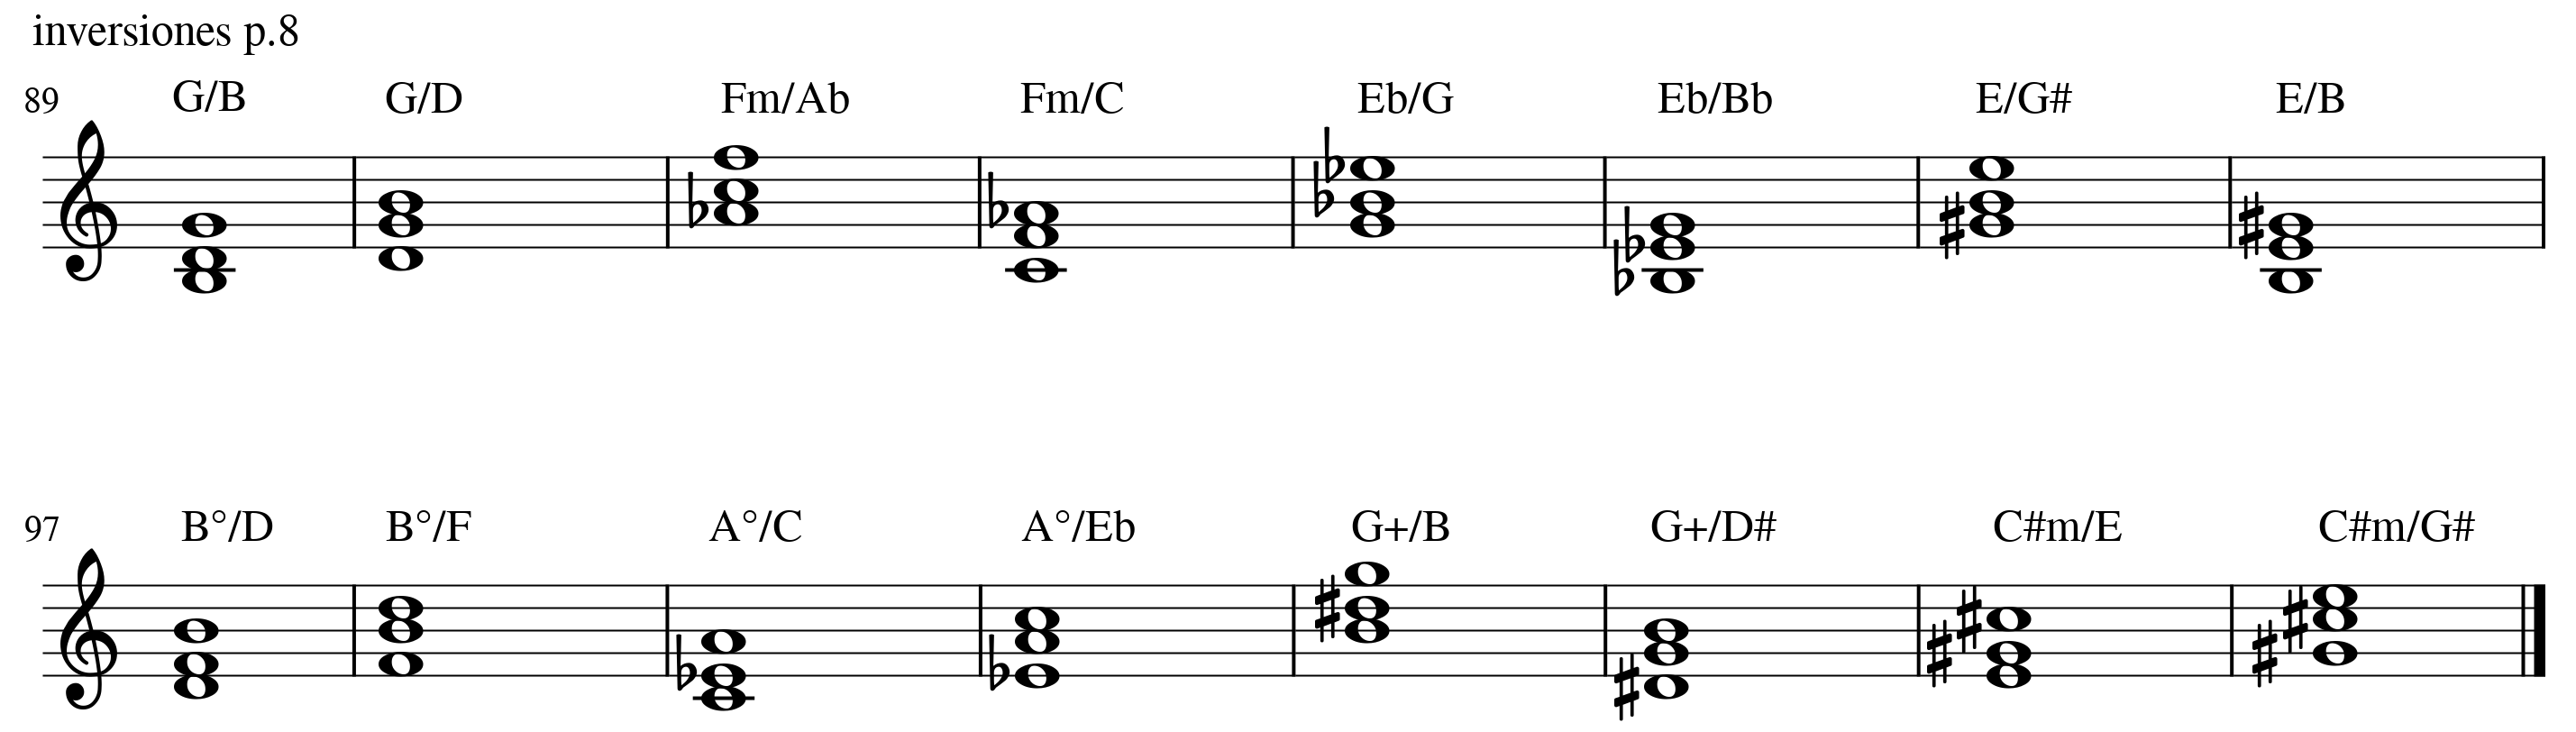 inversiones p.8
89 G/B G/D Fm/Ab Fm/C Eb/G Eb/Bb E/G# E/B
97 B°/D B°/F A°/C A°/Eb G+/B G+/D# C#m/E C#m/G#